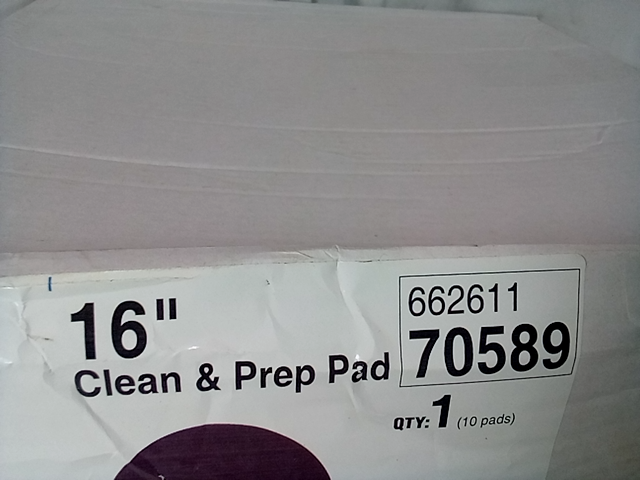 16"
Clean & Prep Pad
662611
70589
QTY: 1 (10 pads)